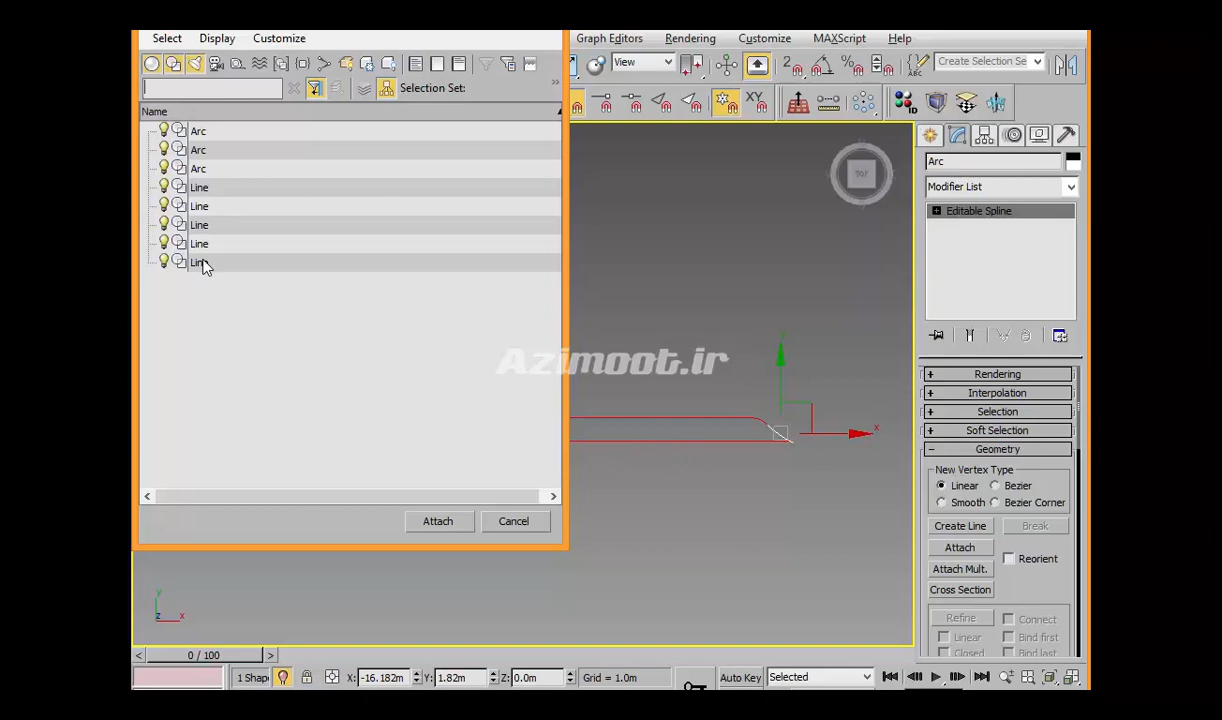 Select Display Customize
Graph Editors Rendering Customize MAXScript Help
View
Create Selection Se
Selection Set:
Name
Arc
Arc
Arc
Line
Line
Line
Line
Line
Attach Cancel
Azimoot.ir
TOP
Arc
Modifier List
Editable Spline
Rendering
Interpolation
Selection
Soft Selection
Geometry
New Vertex Type
Linear Bezier
Smooth Bezier Corner
Create Line Break
Attach Reorient
Attach Mult.
Cross Section
Refine Connect
Linear Bind first
Closed Bind last
y
x
y
z x
0 / 100
1 Shap X: -16.182m Y: 1.82m Z: 0.0m Grid = 1.0m Auto Key Selected